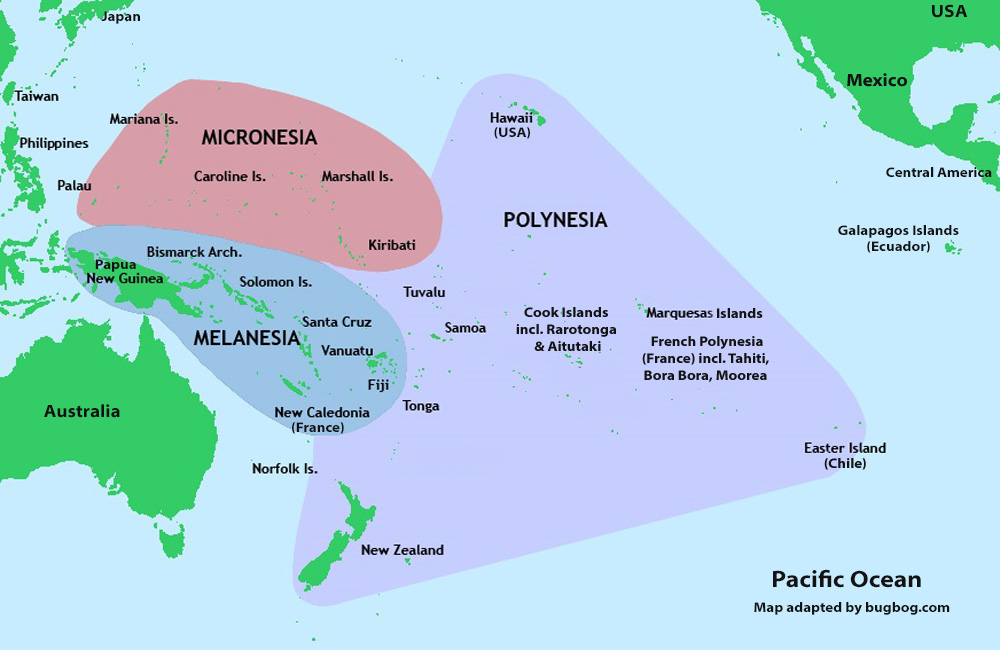 Japan
USA
Mexico
Taiwan
Mariana Is.
Hawaii
(USA)
MICRONESIA
Philippines
Palau
Caroline Is.
Marshall Is.
Central America
POLYNESIA
Galapagos Islands
(Ecuador)
Kiribati
Bismarck Arch.
Papua
New Guinea
Solomon Is.
Tuvalu
Cook Islands
incl. Rarotonga
& Aitutaki
Marquesas Islands
Santa Cruz
Samoa
MELANESIA
Vanuatu
French Polynesia
(France) incl. Tahiti,
Bora Bora, Moorea
Fiji
Tonga
Australia
New Caledonia
(France)
Easter Island
(Chile)
Norfolk Is.
New Zealand
Pacific Ocean
Map adapted by bugbog.com